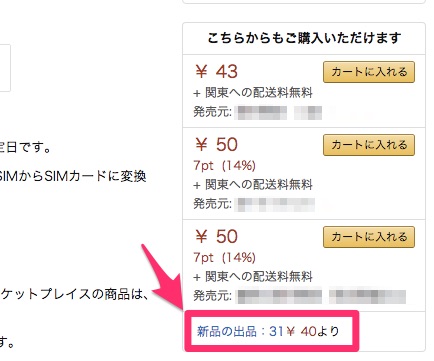 こちらからもご購入いただけます
¥ 43
カートに入れる
+ 関東への配送料無料
発売元:
定日です。
¥ 50
カートに入れる
7pt (14%)
SIMからSIMカードに変換
+ 関東への配送料無料
発売元:
¥ 50
カートに入れる
7pt (14%)
+ 関東への配送料無料
ケットプレイスの商品は、
発売元:
新品の出品：31¥ 40より
す。